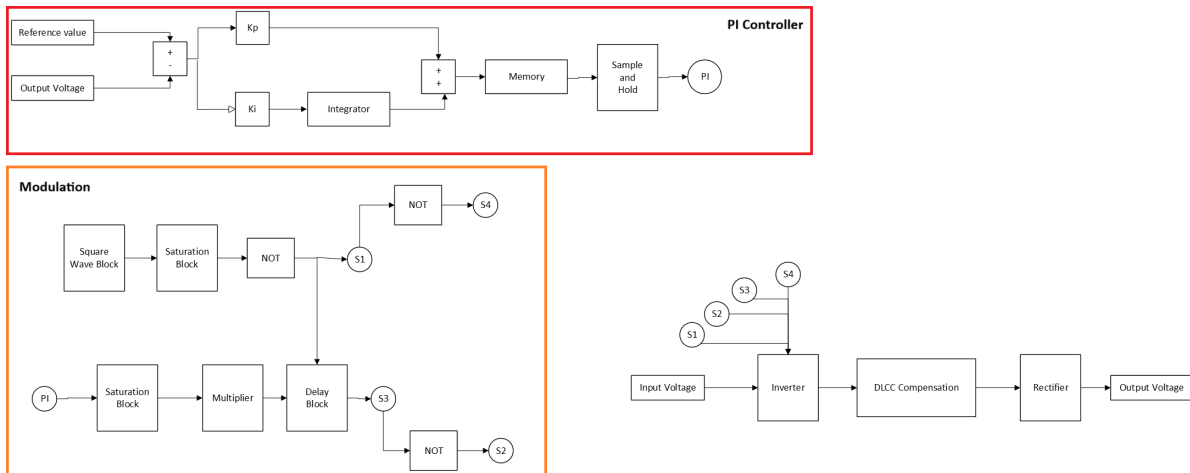 PI Controller
Reference value
Output Voltage
+
-
Kp
Ki
Integrator
+
+
Memory
Sample
and
Hold
PI
Modulation
Square
Wave Block
Saturation
Block
NOT
S1
NOT
S4
PI
Saturation
Block
Multiplier
Delay
Block
S3
NOT
S2
S4
S3
S2
S1
Input Voltage
Inverter
DLCC Compensation
Rectifier
Output Voltage